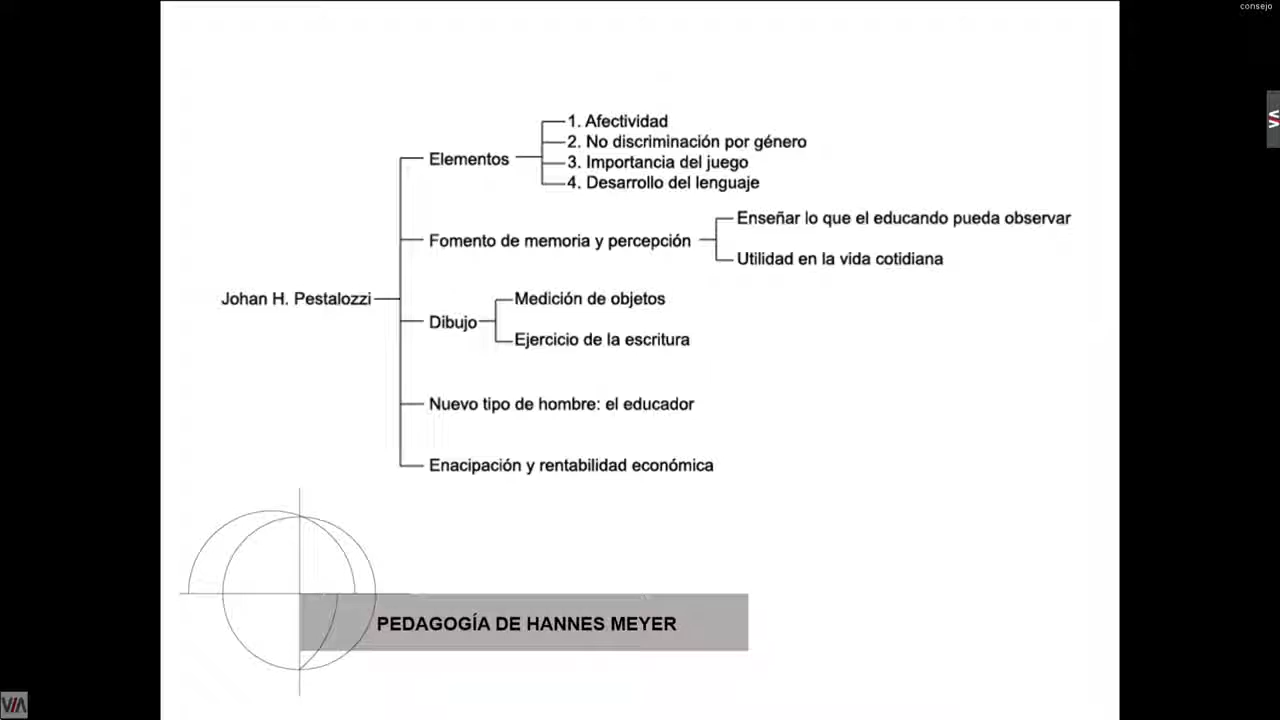 consejo
1. Afectividad
2. No discriminación por género
Elementos
3. Importancia del juego
4. Desarrollo del lenguaje
Enseñar lo que el educando pueda observar
Fomento de memoria y percepción
Utilidad en la vida cotidiana
Johan H. Pestalozzi
Medición de objetos
Dibujo
Ejercicio de la escritura
Nuevo tipo de hombre: el educador
Enacipación y rentabilidad económica
PEDAGOGÍA DE HANNES MEYER
VIA